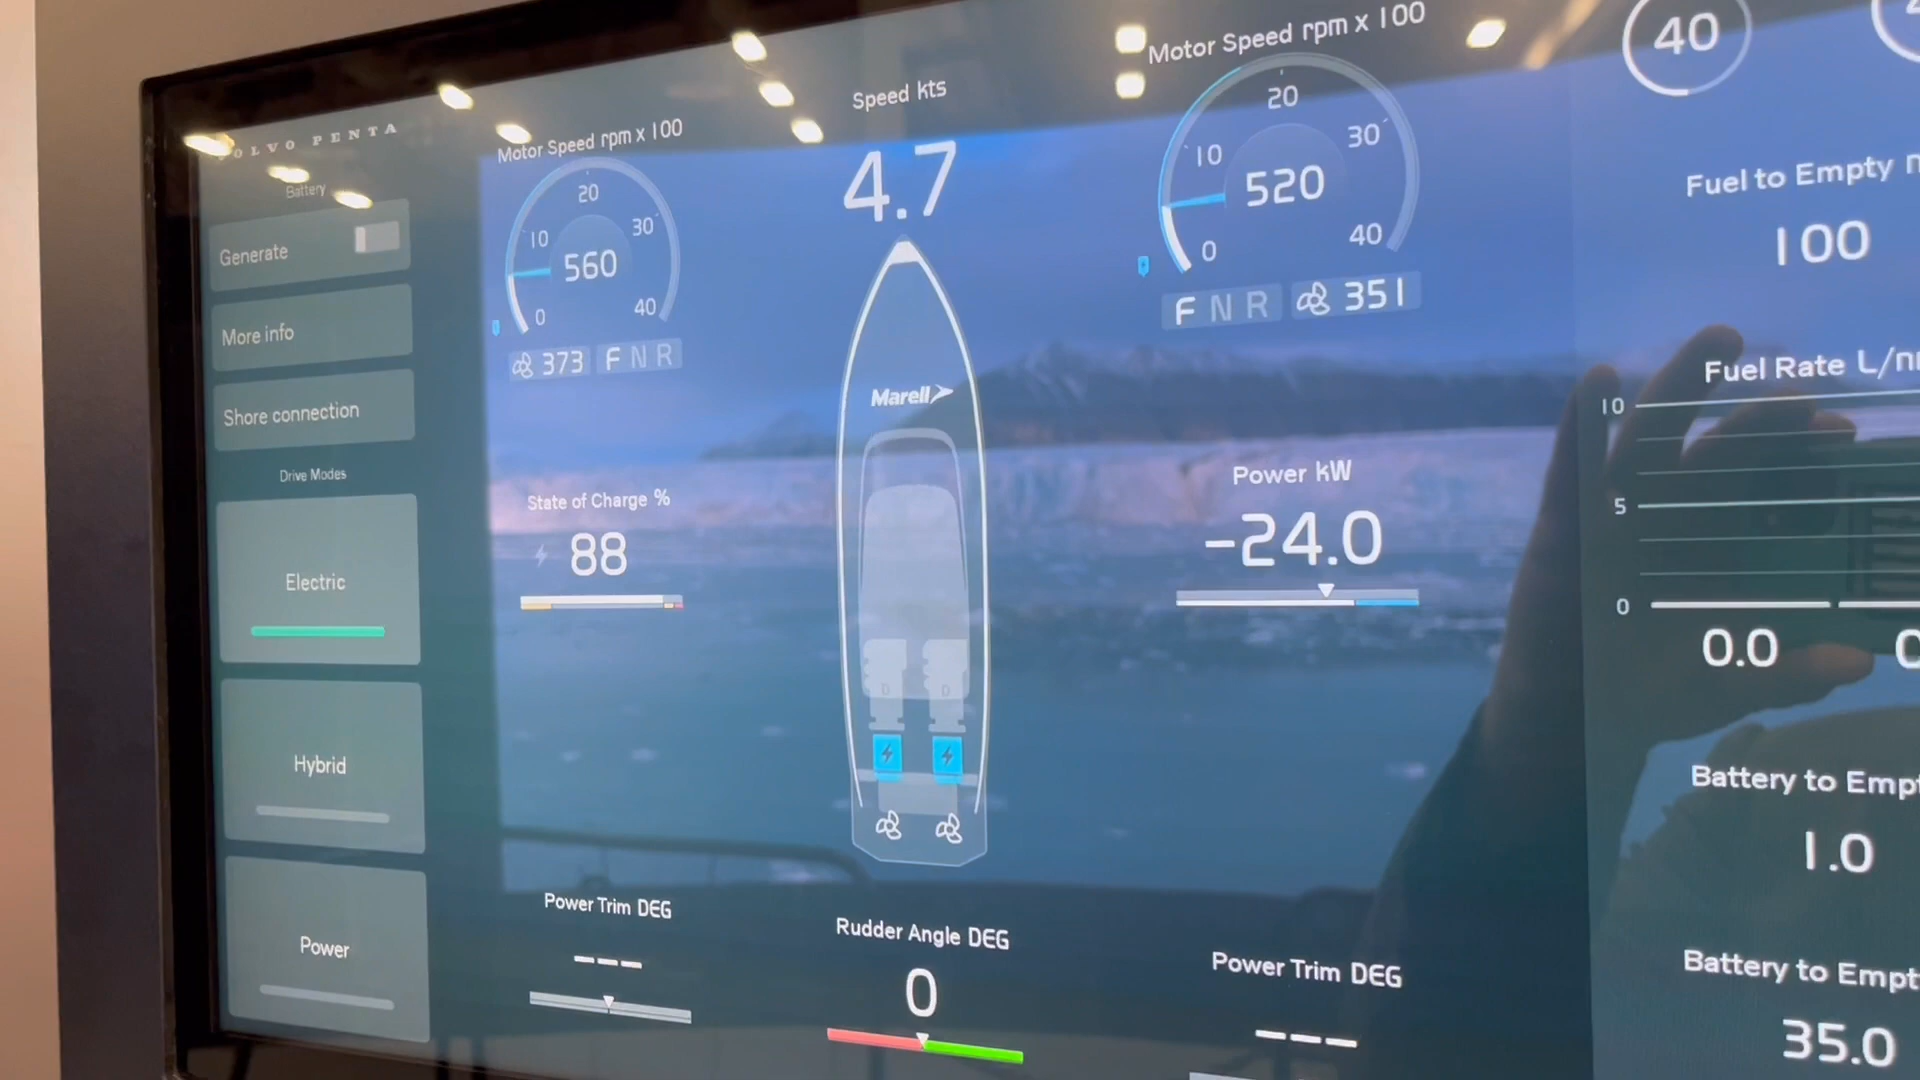 VOLVO PENTA
Battery
Generate
More info
Shore connection
Drive Modes
Electric
Hybrid
Power
Motor Speed rpm x 100
0
10
20
30
40
560
373
F N R
State of Charge %
88
Power Trim DEG
---
Speed kts
4.7
Marell
D D
Rudder Angle DEG
0
Motor Speed rpm x 100
0
10
20
30
40
520
F N R
351
Power kW
-24.0
Power Trim DEG
---
40
Fuel to Empty
100
Fuel Rate
10
5
0
0.0
Battery to
1.0
Battery to
35.0